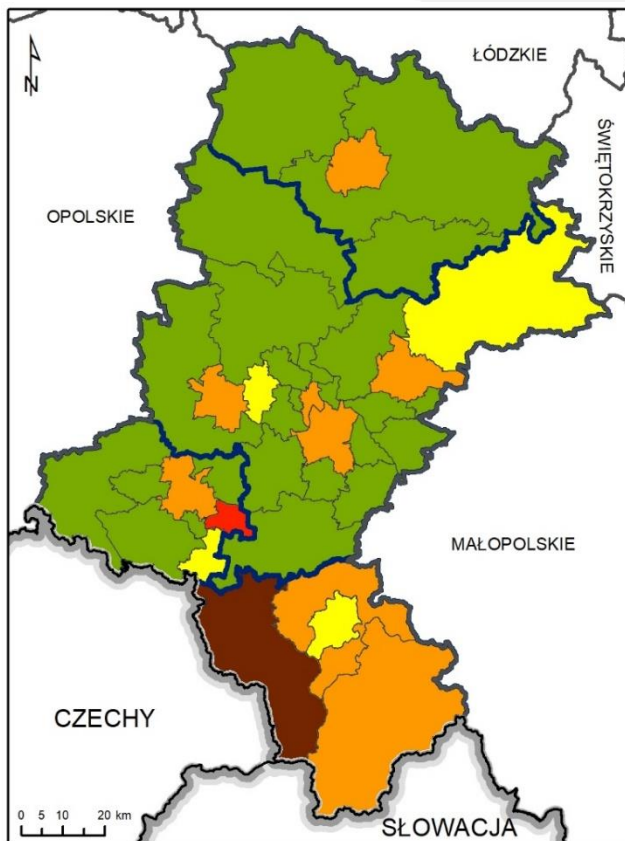 ŁÓDZKIE
N
ŚWIĘTOKRZYSKIE
OPOLSKIE
MAŁOPOLSKIE
CZECHY
0 5 10 20 km
SŁOWACJA